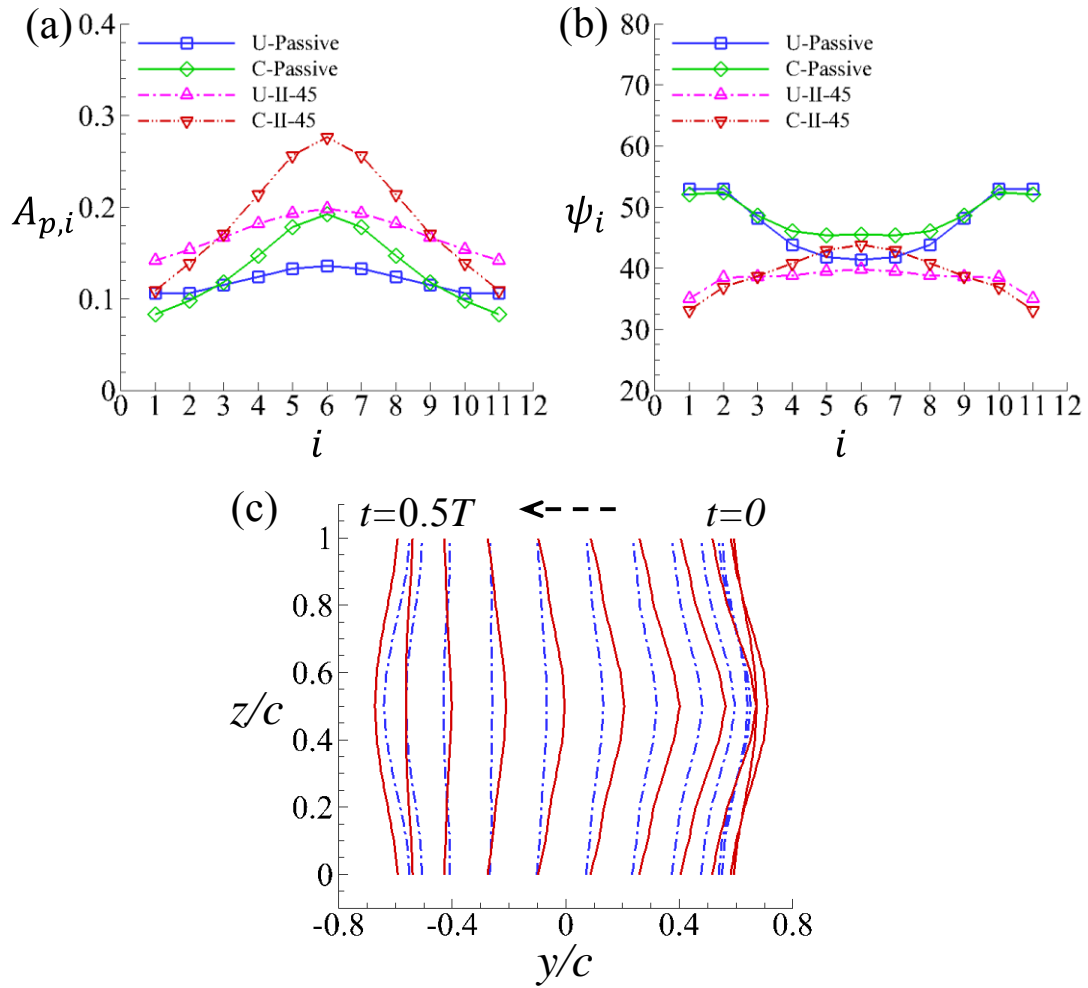 (a)
0.4
0.3
0.2
0.1
0
A_{p,i}
U-Passive
C-Passive
U-II-45
C-II-45
0 1 2 3 4 5 6 7 8 9 10 11 12
i
(b)
80
70
60
50
40
30
20
ψ_i
U-Passive
C-Passive
U-II-45
C-II-45
0 1 2 3 4 5 6 7 8 9 10 11 12
i
(c)
t=0.5T
t=0
1
0.8
0.6
0.4
0.2
0
z/c
-0.8 -0.4 0 0.4 0.8
y/c